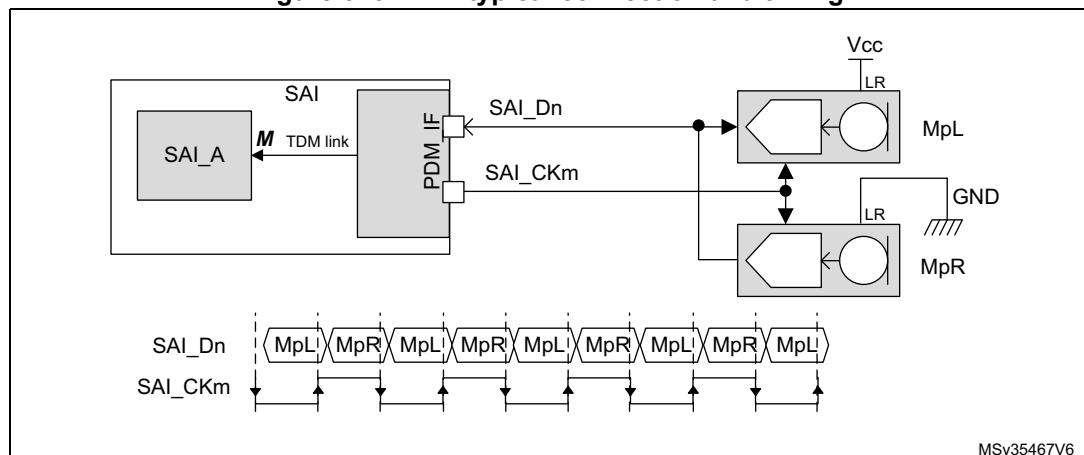 Vcc
SAI
LR
SAI_Dn
MpL
PDM_IF
SAI_A
M
TDM link
SAI_CKm
GND
LR
MpR
SAI_Dn
MpL MpR MpL MpR MpL MpR MpL MpR MpL
SAI_CKm
MSv35467V6